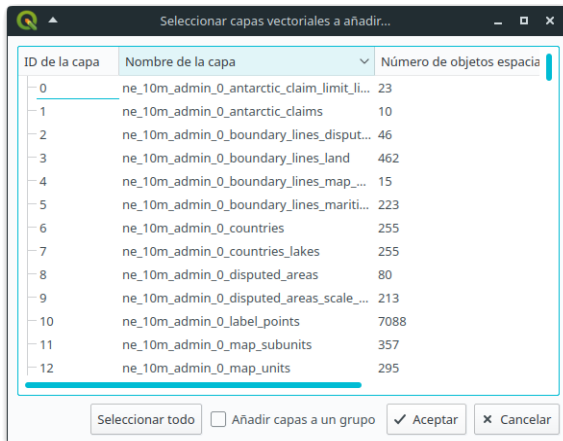 Seleccionar capas vectoriales a añadir...
ID de la capa Nombre de la capa Número de objetos espacia
0 ne_10m_admin_0_antarctic_claim_limit_li... 23
1 ne_10m_admin_0_antarctic_claims 10
2 ne_10m_admin_0_boundary_lines_disput... 46
3 ne_10m_admin_0_boundary_lines_land 462
4 ne_10m_admin_0_boundary_lines_map_... 15
5 ne_10m_admin_0_boundary_lines_mariti... 223
6 ne_10m_admin_0_countries 255
7 ne_10m_admin_0_countries_lakes 255
8 ne_10m_admin_0_disputed_areas 80
9 ne_10m_admin_0_disputed_areas_scale_... 213
10 ne_10m_admin_0_label_points 7088
11 ne_10m_admin_0_map_subunits 357
12 ne_10m_admin_0_map_units 295
Seleccionar todo Añadir capas a un grupo Aceptar Cancelar